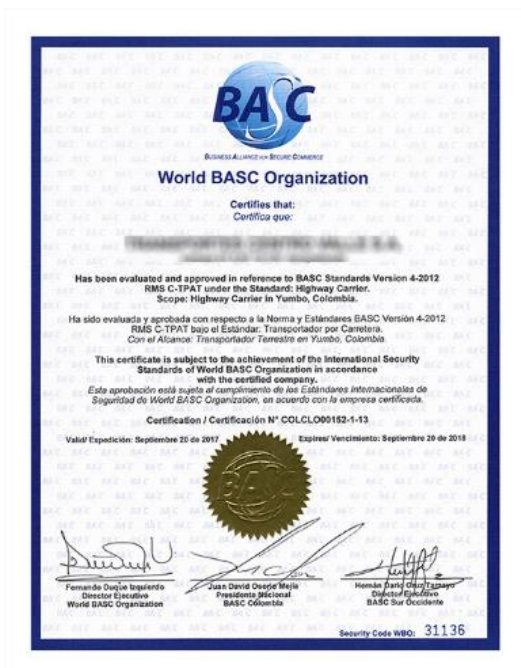 BASC
BUSINESS ALLIANCE FOR SECURE COMMERCE
World BASC Organization
Certifies that:
Certifica que:
Has been evaluated and approved in reference to BASC Standards Version 4-2012
RMS C-TPAT under the Standard: Highway Carrier.
Scope: Highway Carrier in Yumbo, Colombia.
Ha sido evaluada y aprobada con respecto a la Norma y Estándares BASC Versión 4-2012
RMS C-TPAT bajo el Estándar: Transportador por Carretera.
Con el Alcance: Transportador Terrestre en Yumbo, Colombia
This certificate is subject to the achievement of the International Security
Standards of World BASC Organization in accordance
with the certified company.
Esta aprobación está sujeta al cumplimiento de los Estándares Internacionales de
Seguridad de World BASC Organization, en acuerdo con la empresa certificada.
Certification / Certificación N° COLCLO00152-1-13
Valid/ Expedición: Septiembre 20 de 2017 Expires/ Vencimiento: Septiembre 20 de 2018
BASC
Fernando Duque Izquierdo
Director Ejecutivo
World BASC Organization
Juan David Osorio Mejía
Presidente Nacional
BASC Colombia
Hernán Darío Cruz Tamayo
Director Ejecutivo
BASC Sur Occidente
Security Code WBO: 31136